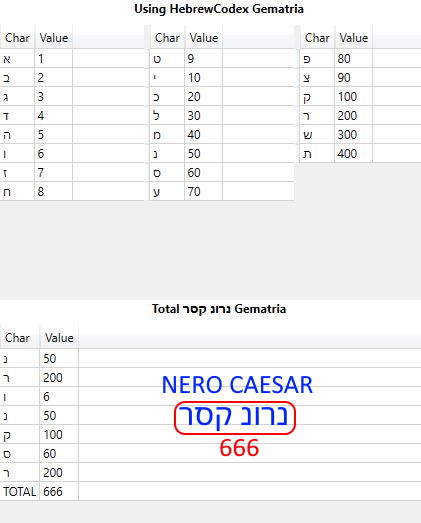 Using HebrewCodex Gematria
Char Value Char Value Char Value
א 1 ט 9 פ 80
ב 2 י 10 צ 90
ג 3 כ 20 ק 100
ד 4 ל 30 ר 200
ה 5 מ 40 ש 300
ו 6 נ 50 ת 400
ז 7 ס 60
ח 8 ע 70
Total נרונ קסר Gematria
Char Value
נ 50
ר 200
ו 6
נ 50
ק 100
ס 60
ר 200
TOTAL 666
NERO CAESAR
נרונ קסר
666